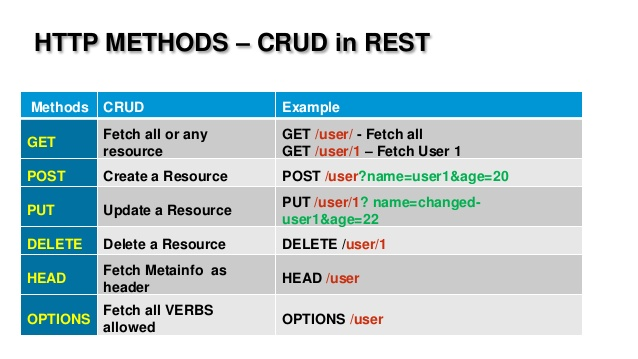 HTTP METHODS – CRUD in REST
Methods CRUD Example
GET
Fetch all or any
resource
GET /user/ - Fetch all
GET /user/1 – Fetch User 1
POST Create a Resource POST /user?name=user1&age=20
PUT Update a Resource
PUT /user/1? name=changed-
user1&age=22
DELETE Delete a Resource DELETE /user/1
HEAD
Fetch Metainfo as
header
HEAD /user
OPTIONS
Fetch all VERBS
allowed
OPTIONS /user